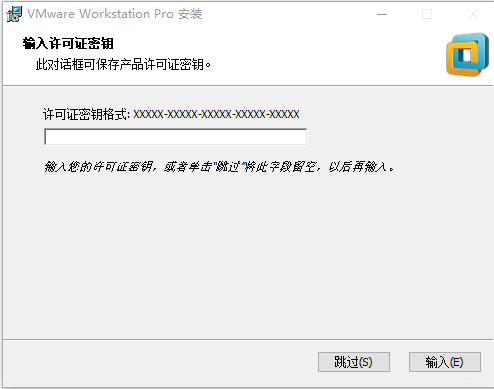 VMware Workstation Pro 安装
输入许可证密钥
此对话框可保存产品许可证密钥。
许可证密钥格式: XXXXX-XXXXX-XXXXX-XXXXX-XXXXX
输入您的许可证密钥，或者单击"跳过"将此字段留空，以后再输入。
跳过(S) 输入(E)